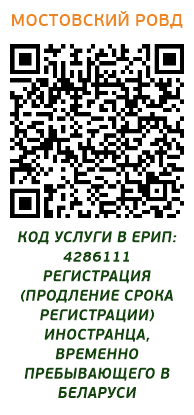 МОСТОВСКИЙ РОВД
КОД УСЛУГИ В ЕРИП:
4286111
РЕГИСТРАЦИЯ
(ПРОДЛЕНИЕ СРОКА
РЕГИСТРАЦИИ)
ИНОСТРАНЦА,
ВРЕМЕННО
ПРЕБЫВАЮЩЕГО В
БЕЛАРУСИ